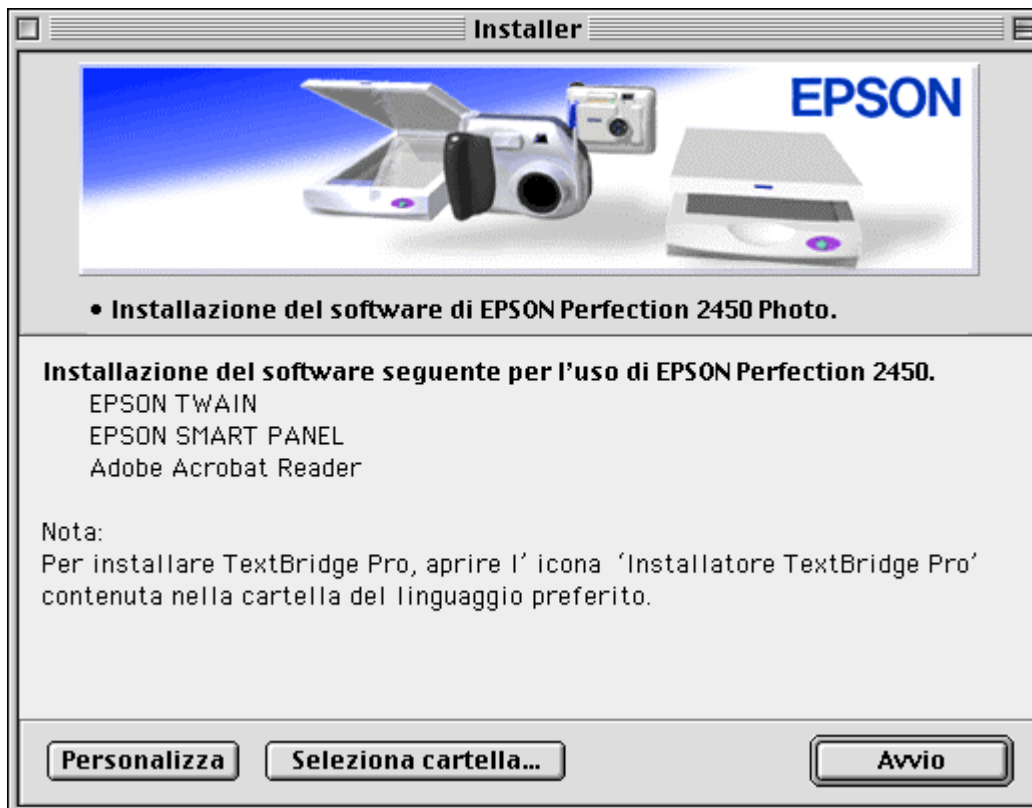 Installer
EPSON
• Installazione del software di EPSON Perfection 2450 Photo.
Installazione del software seguente per l'uso di EPSON Perfection 2450.
EPSON TWAIN
EPSON SMART PANEL
Adobe Acrobat Reader
Nota:
Per installare TextBridge Pro, aprire l' icona 'Installatore TextBridge Pro'
contenuta nella cartella del linguaggio preferito.
Personalizza
Seleziona cartella...
Avvio